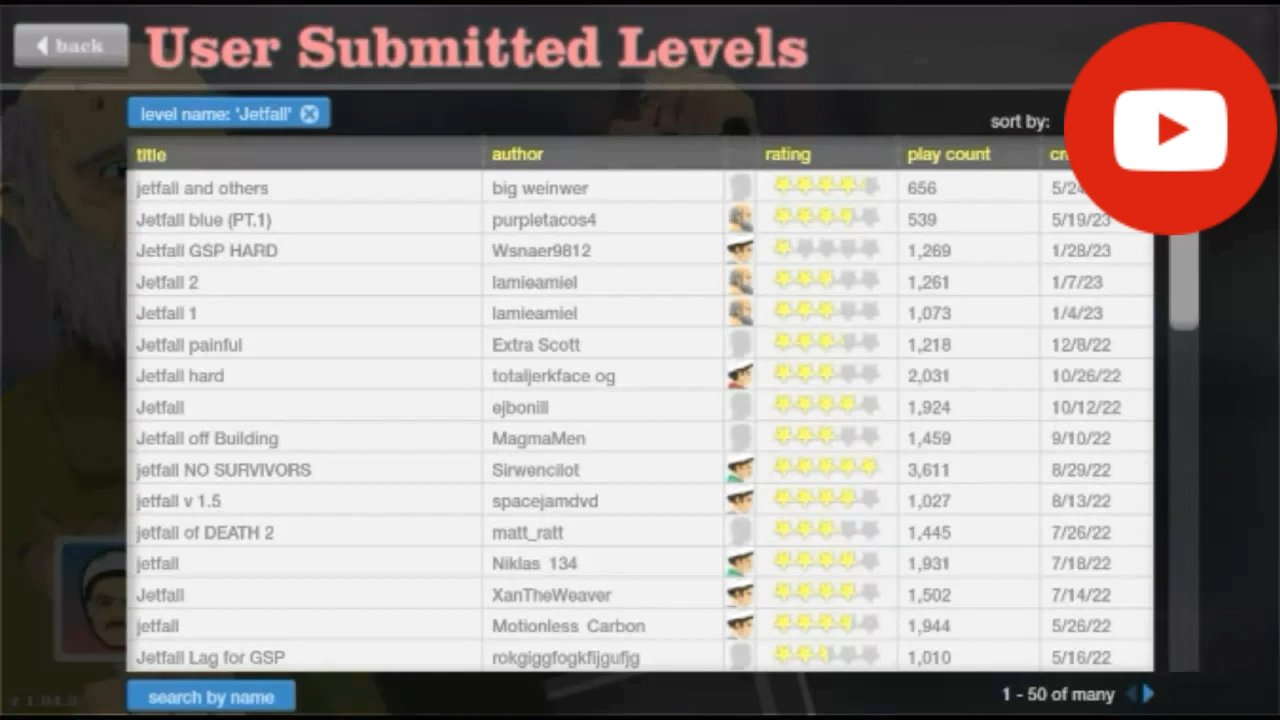 back
User Submitted Levels
level name: 'Jetfall'
sort by:
title author rating play count
jetfall and others big weinwer 656
Jetfall blue (PT.1) purpletacos4 539 5/19/23
Jetfall GSP HARD Wsnaer9812 1,269 1/28/23
Jetfall 2 lamieamiel 1,261 1/7/23
Jetfall 1 lamieamiel 1,073 1/4/23
Jetfall painful Extra Scott 1,218 12/8/22
Jetfall hard totaljerkface og 2,031 10/26/22
Jetfall ejbonill 1,924 10/12/22
Jetfall off Building MagmaMen 1,459 9/10/22
jetfall NO SURVIVORS Sirwencilot 3,611 8/29/22
jetfall v 1.5 spacejamdvd 1,027 8/13/22
jetfall of DEATH 2 matt_ratt 1,445 7/26/22
jetfall Niklas 134 1,931 7/18/22
Jetfall XanTheWeaver 1,502 7/14/22
jetfall Motionless Carbon 1,944 5/26/22
Jetfall Lag for GSP rokgiggfogkfijgufjg 1,010 5/16/22
search by name
1 - 50 of many